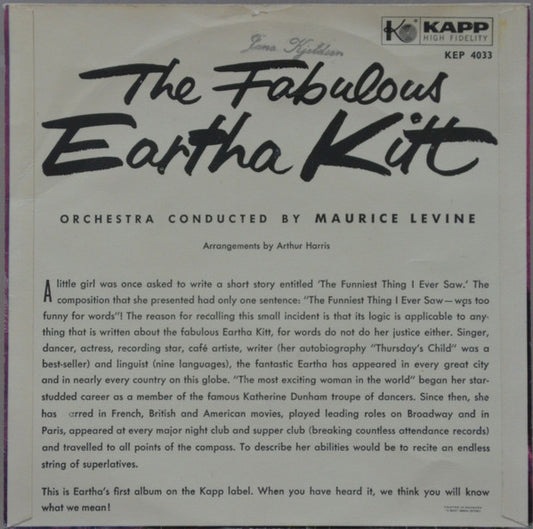 KAPP
HIGH FIDELITY
KEP 4033
The Fabulous
Eartha Kitt
ORCHESTRA CONDUCTED BY MAURICE LEVINE
Arrangements by Arthur Harris
A little girl was once asked to write a short story entitled 'The Funniest Thing I Ever Saw.' The
composition that she presented had only one sentence: "The Funniest Thing I Ever Saw—was too
funny for words"! The reason for recalling this small incident is that its logic is applicable to any-
thing that is written about the fabulous Eartha Kitt, for words do not do her justice either. Singer,
dancer, actress, recording star, café artiste, writer (her autobiography "Thursday's Child" was a
best-seller) and linguist (nine languages), the fantastic Eartha has appeared in every great city
and in nearly every country on this globe. "The most exciting woman in the world" began her star-
studded career as a member of the famous Katherine Dunham troupe of dancers. Since then, she
has arred in French, British and American movies, played leading roles on Broadway and in
Paris, appeared at every major night club and supper club (breaking countless attendance records)
and travelled to all points of the compass. To describe her abilities would be to recite an endless
string of superlatives.
This is Eartha's first album on the Kapp label. When you have heard it, we think you will know
what we mean!